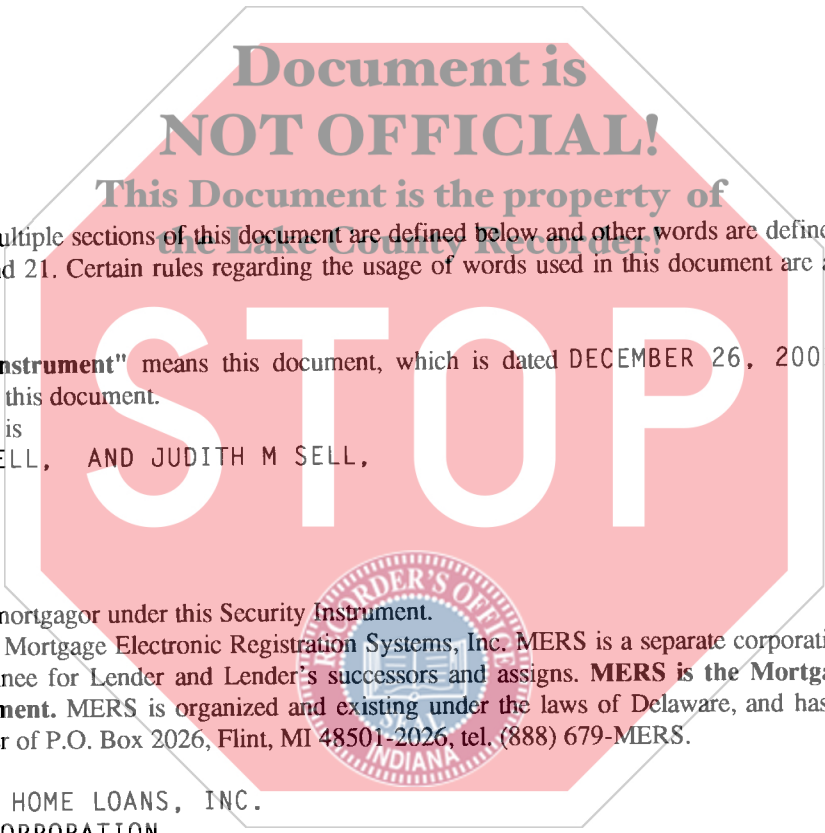 Document is
NOT OFFICIAL!
This Document is the property of
the Lake County Recorder!
ultiple sections of this document are defined below and other words are define
d 21. Certain rules regarding the usage of words used in this document are a
nstrument" means this document, which is dated DECEMBER 26, 200
this document.
is
ELL, AND JUDITH M SELL,
STOP
mortgagor under this Security Instrument.
Mortgage Electronic Registration Systems, Inc. MERS is a separate corporati
nee for Lender and Lender's successors and assigns. MERS is the Mortga
ment. MERS is organized and existing under the laws of Delaware, and has
r of P.O. Box 2026, Flint, MI 48501-2026, tel. (888) 679-MERS.
RECORDER'S OFFICE
SEAL
INDIANA
HOME LOANS, INC.
ORPORATION